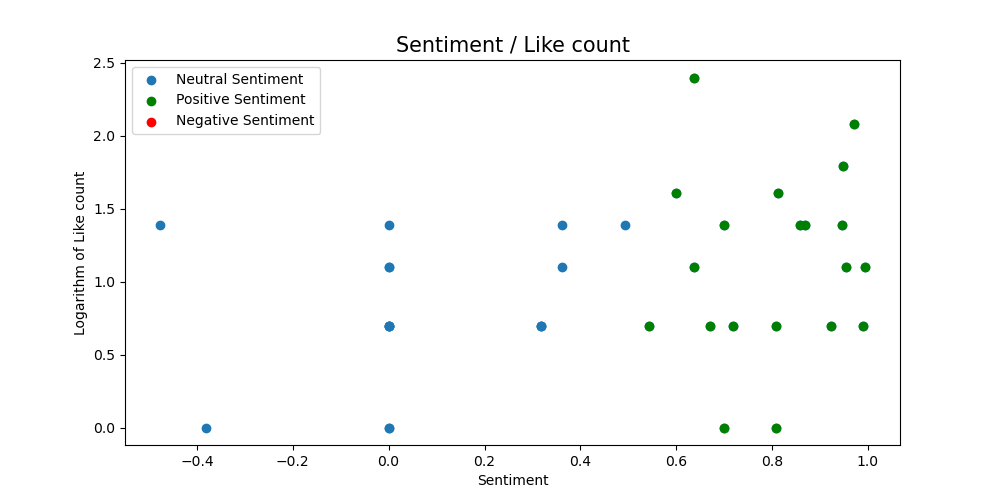 Sentiment / Like count
Neutral Sentiment
Positive Sentiment
Negative Sentiment
Logarithm of Like count
2.5
2.0
1.5
1.0
0.5
0.0
−0.4
−0.2
0.0
0.2
0.4
0.6
0.8
1.0
Sentiment